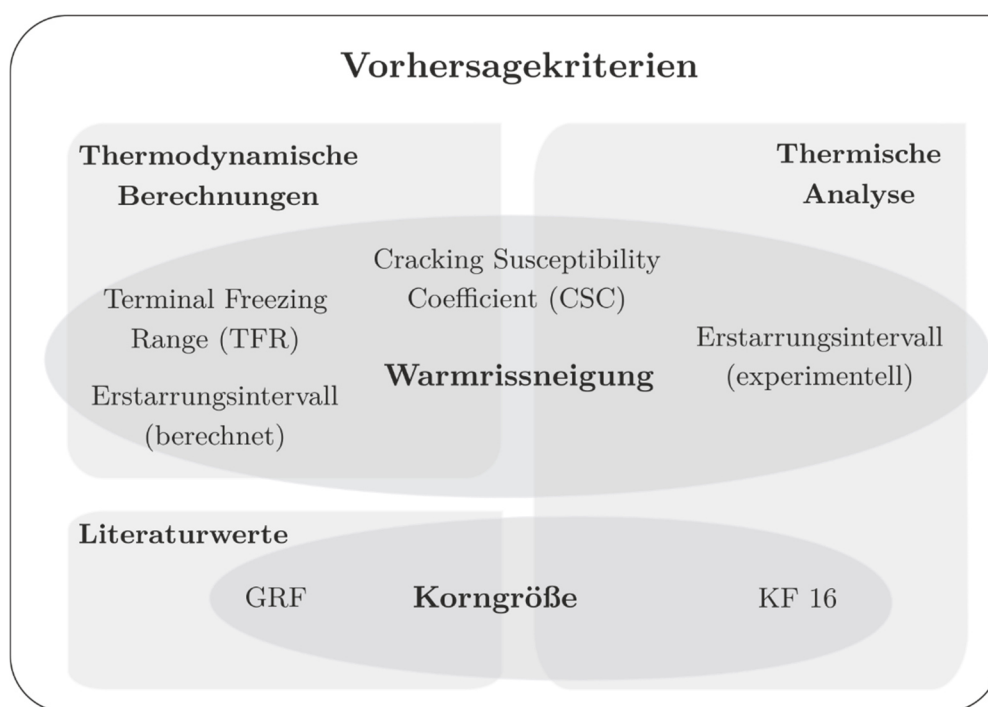 Vorhersagekriterien
Thermodynamische
Berechnungen
Thermische
Analyse
Cracking Susceptibility
Coefficient (CSC)
Terminal Freezing
Range (TFR)
Erstarrungsintervall
(experimentell)
Warmrissneigung
Erstarrungsintervall
(berechnet)
Literaturwerte
GRF
Korngröße
KF 16